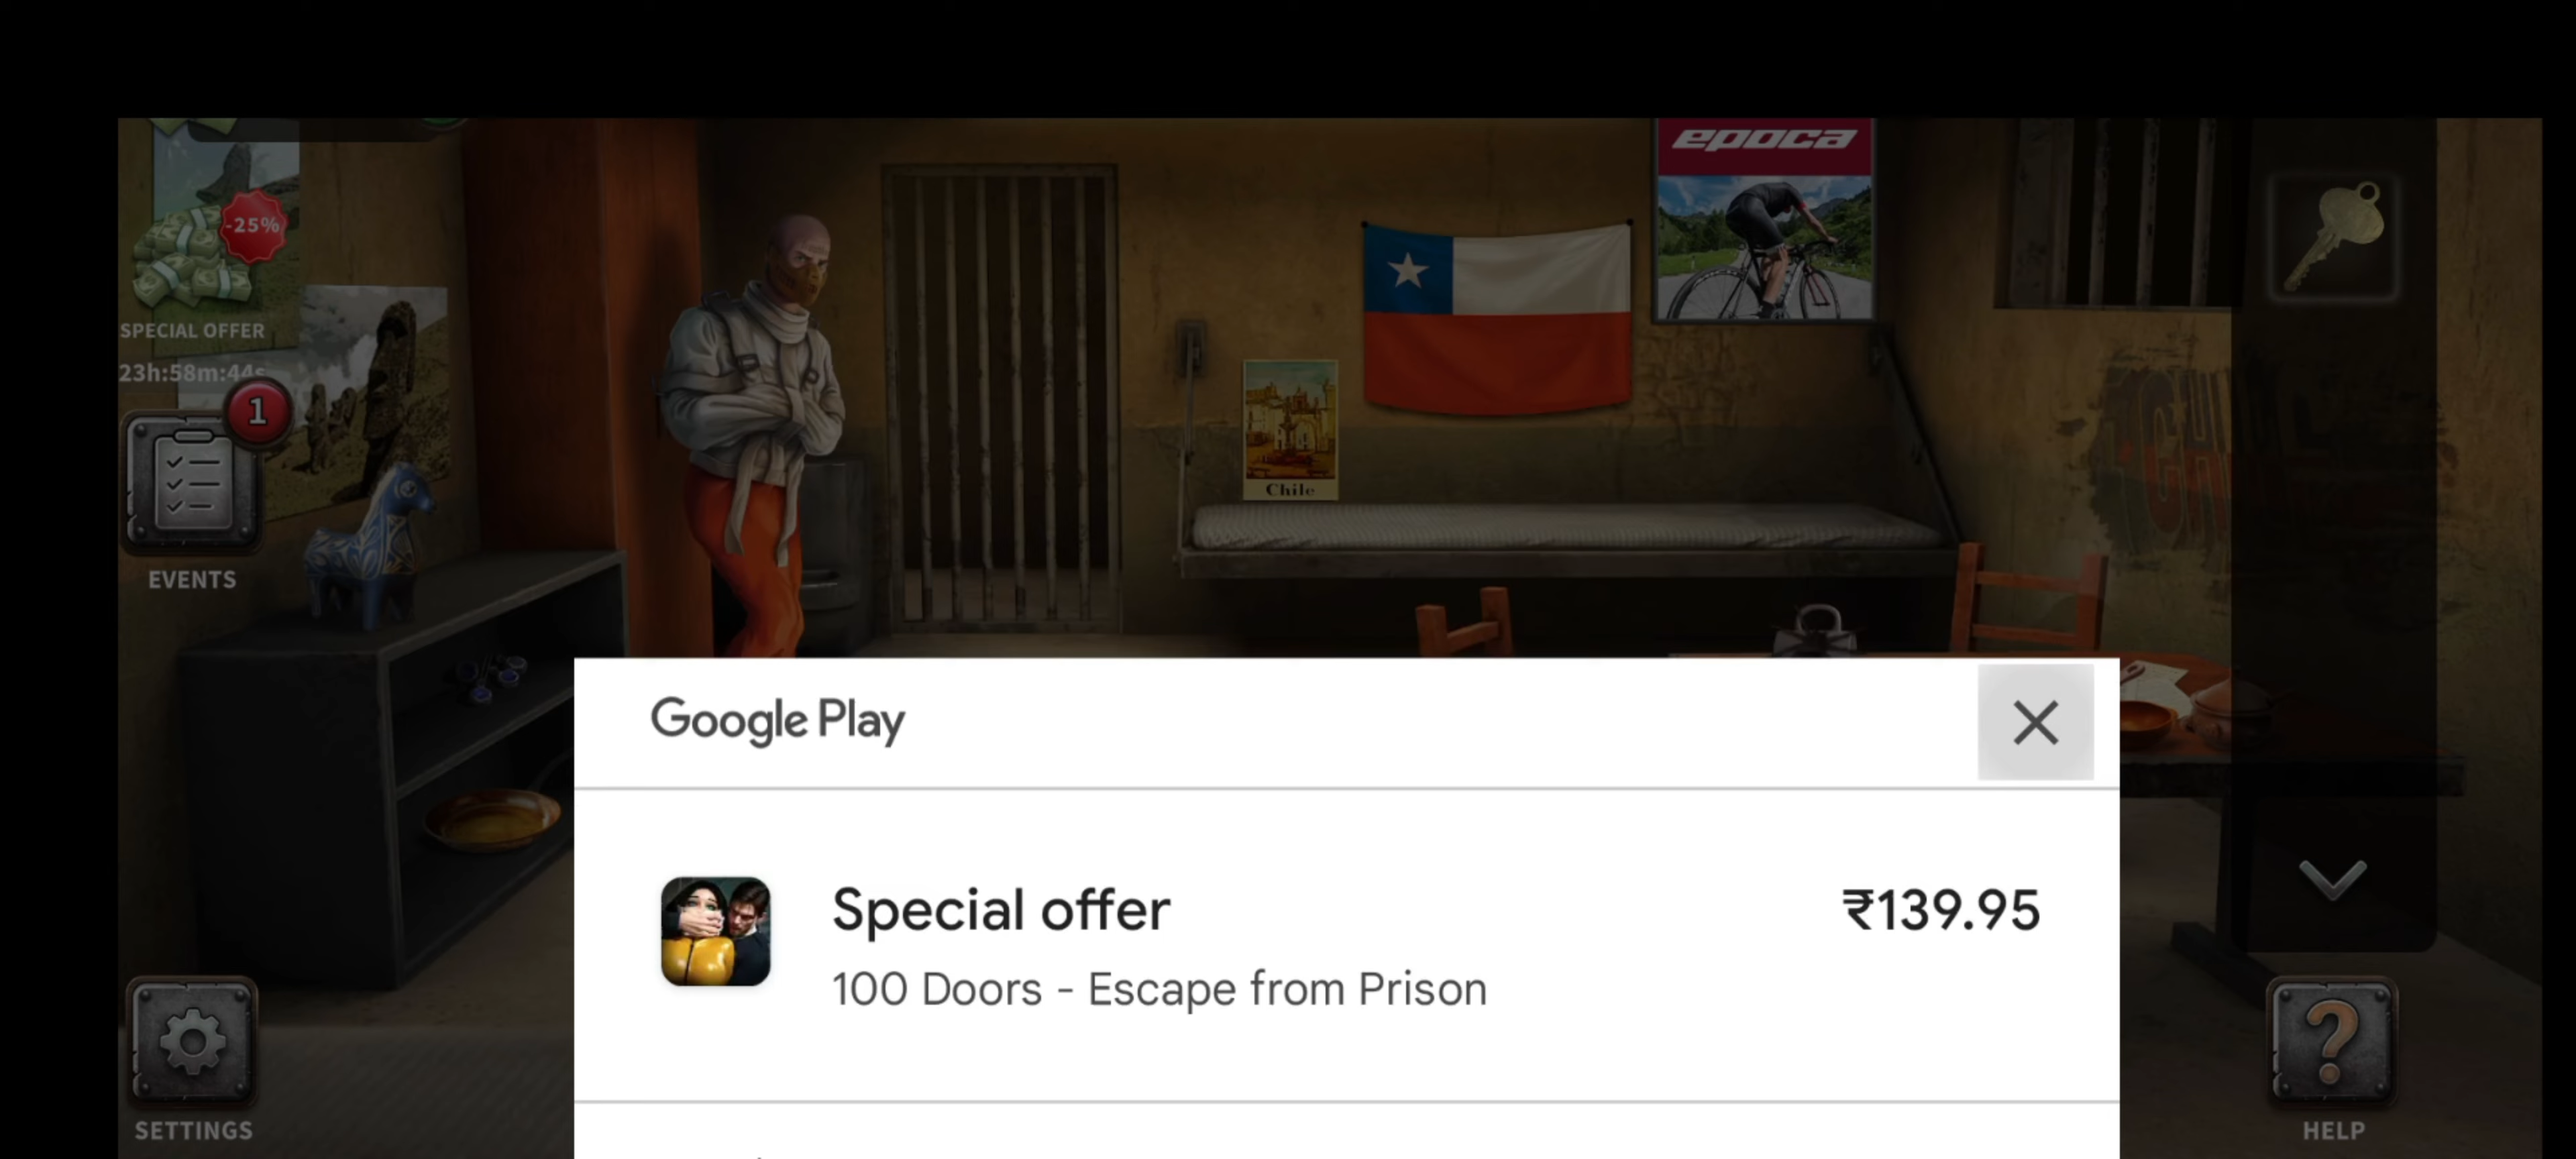 epoca
-25%
SPECIAL OFFER
23h:58m:44s
1
Chile
EVENTS
Google Play
Special offer
₹139.95
100 Doors - Escape from Prison
SETTINGS
?
HELP